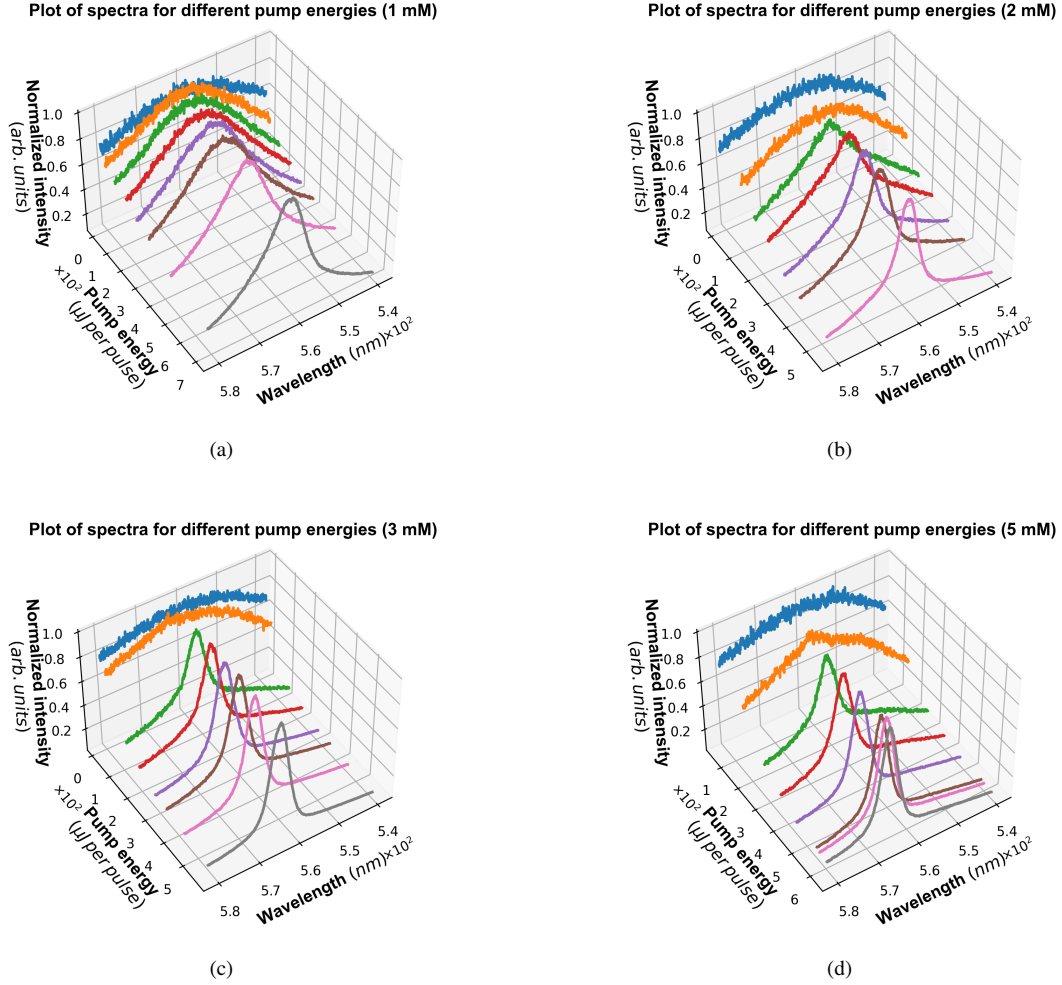 Plot of spectra for different pump energies (1 mM)
Normalized intensity
(arb. units)
1.0
0.8
0.6
0.4
0.2
0
1
2
3
4
5
6
7
×10²
Pump energy
(μJ per pulse)
5.8
5.7
5.6
5.5
5.4
Wavelength (nm)×10²
(a)
Plot of spectra for different pump energies (2 mM)
Normalized intensity
(arb. units)
1.0
0.8
0.6
0.4
0.2
0
1
2
3
4
5
×10²
Pump energy
(μJ per pulse)
5.8
5.7
5.6
5.5
5.4
Wavelength (nm)×10²
(b)
Plot of spectra for different pump energies (3 mM)
Normalized intensity
(arb. units)
1.0
0.8
0.6
0.4
0.2
0
1
2
3
4
5
×10²
Pump energy
(μJ per pulse)
5.8
5.7
5.6
5.5
5.4
Wavelength (nm)×10²
(c)
Plot of spectra for different pump energies (5 mM)
Normalized intensity
(arb. units)
1.0
0.8
0.6
0.4
0.2
1
2
3
4
5
6
×10²
Pump energy
(μJ per pulse)
5.8
5.7
5.6
5.5
5.4
Wavelength (nm)×10²
(d)